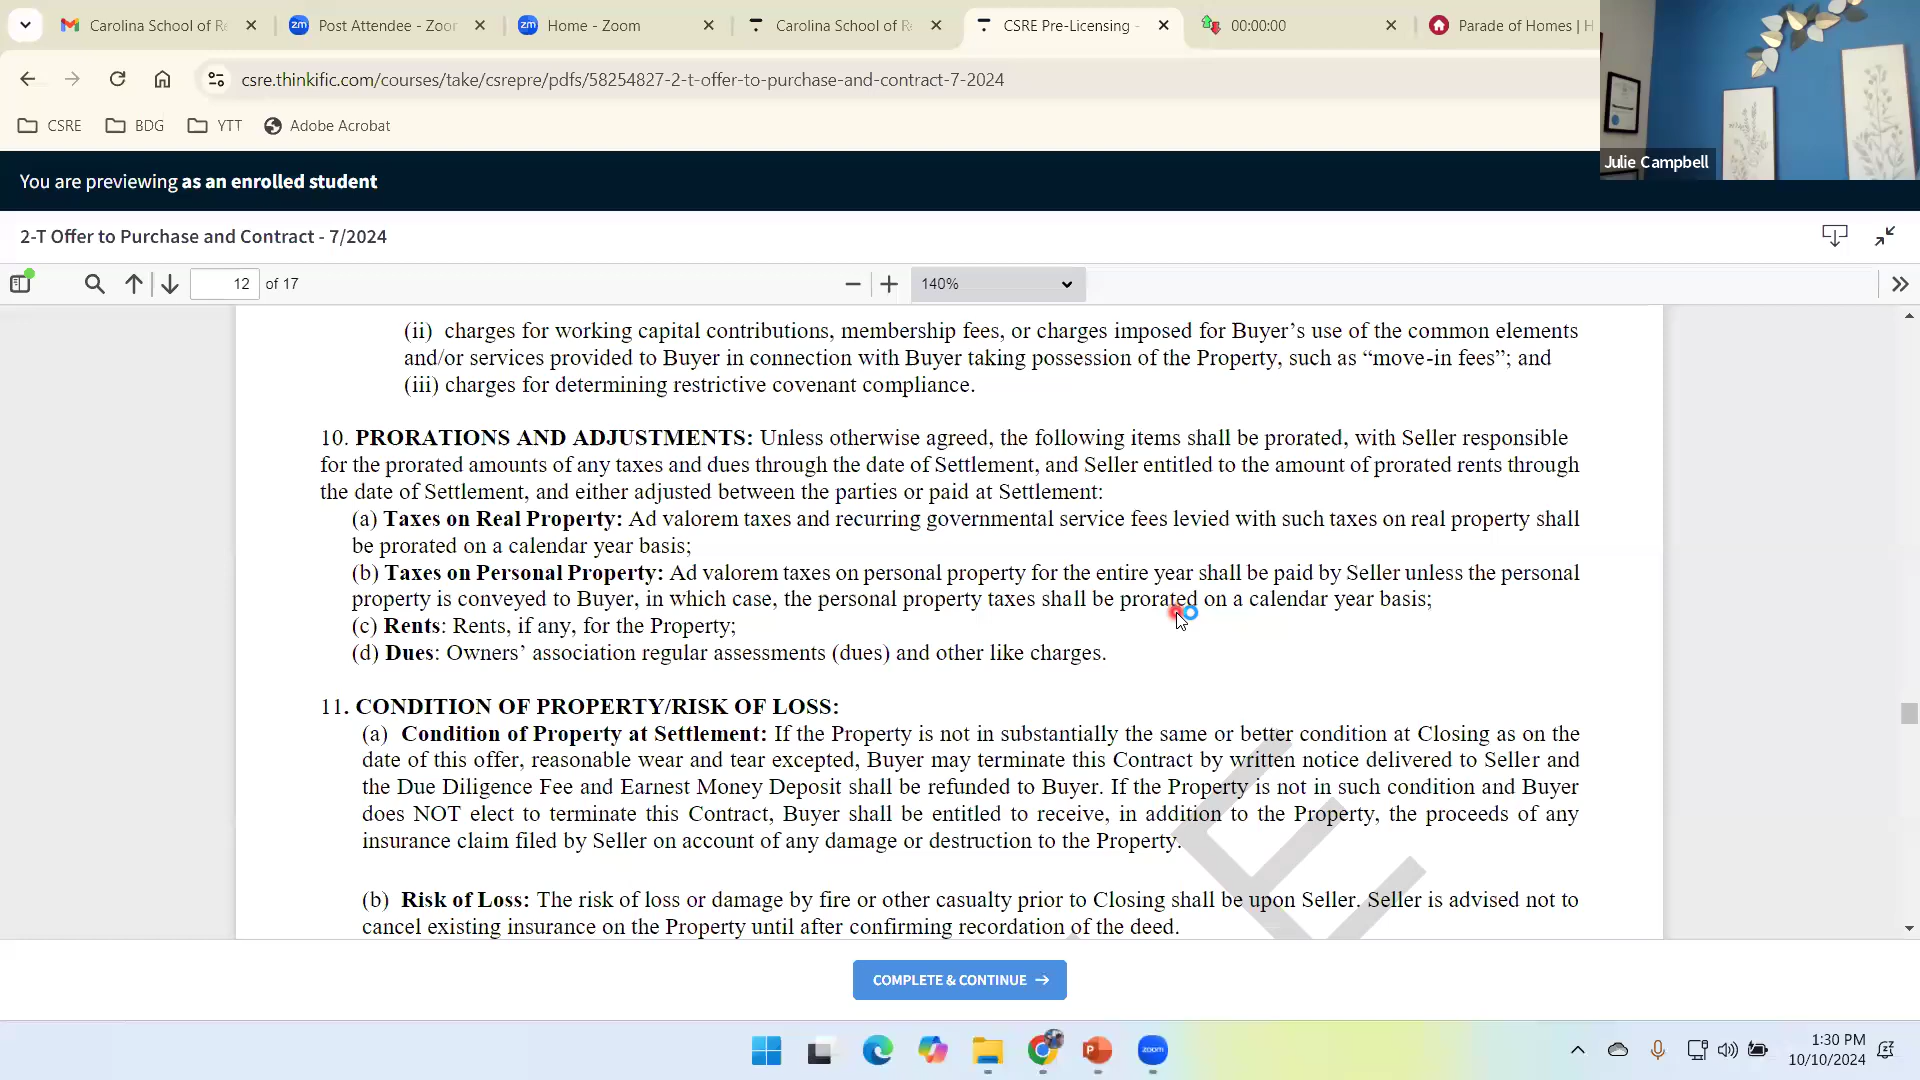 Carolina School of Re
Post Attendee - Zoom
Home - Zoom
Carolina School of Re
CSRE Pre-Licensing -
00:00:00
Parade of Homes | H
csre.thinkific.com/courses/take/csrepre/pdfs/58254827-2-t-offer-to-purchase-and-contract-7-2024
CSRE
BDG
YTT
Adobe Acrobat
Julie Campbell
You are previewing as an enrolled student
2-T Offer to Purchase and Contract - 7/2024
12 of 17
140%
(ii) charges for working capital contributions, membership fees, or charges imposed for Buyer’s use of the common elements
and/or services provided to Buyer in connection with Buyer taking possession of the Property, such as “move-in fees”; and
(iii) charges for determining restrictive covenant compliance.
10. PRORATIONS AND ADJUSTMENTS: Unless otherwise agreed, the following items shall be prorated, with Seller responsible
for the prorated amounts of any taxes and dues through the date of Settlement, and Seller entitled to the amount of prorated rents through
the date of Settlement, and either adjusted between the parties or paid at Settlement:
(a) Taxes on Real Property: Ad valorem taxes and recurring governmental service fees levied with such taxes on real property shall
be prorated on a calendar year basis;
(b) Taxes on Personal Property: Ad valorem taxes on personal property for the entire year shall be paid by Seller unless the personal
property is conveyed to Buyer, in which case, the personal property taxes shall be prorated on a calendar year basis;
(c) Rents: Rents, if any, for the Property;
(d) Dues: Owners’ association regular assessments (dues) and other like charges.
11. CONDITION OF PROPERTY/RISK OF LOSS:
(a) Condition of Property at Settlement: If the Property is not in substantially the same or better condition at Closing as on the
date of this offer, reasonable wear and tear excepted, Buyer may terminate this Contract by written notice delivered to Seller and
the Due Diligence Fee and Earnest Money Deposit shall be refunded to Buyer. If the Property is not in such condition and Buyer
does NOT elect to terminate this Contract, Buyer shall be entitled to receive, in addition to the Property, the proceeds of any
insurance claim filed by Seller on account of any damage or destruction to the Property.
(b) Risk of Loss: The risk of loss or damage by fire or other casualty prior to Closing shall be upon Seller. Seller is advised not to
cancel existing insurance on the Property until after confirming recordation of the deed.
COMPLETE & CONTINUE →
zoom
1:30 PM
10/10/2024